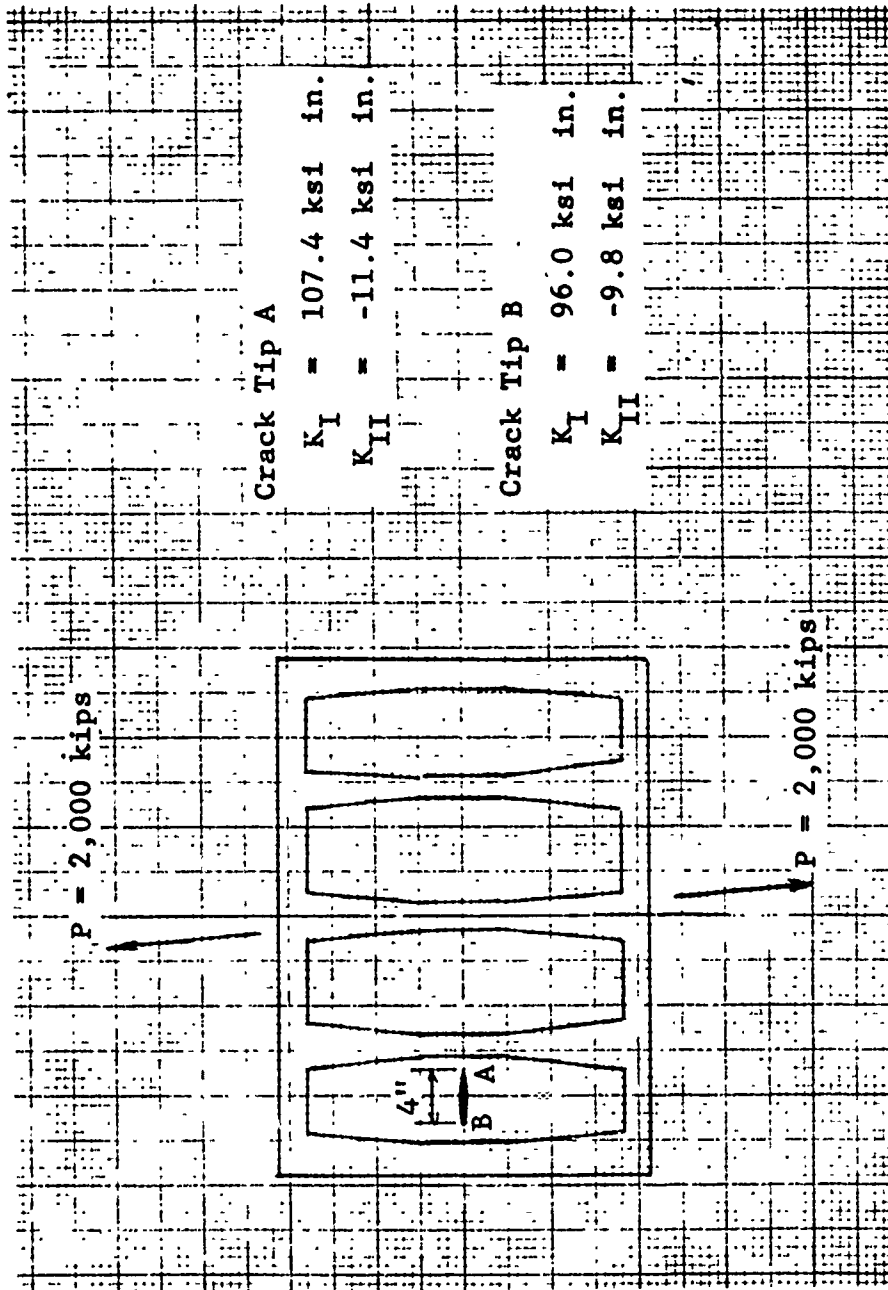 P = 2,000 kips
4"
B
A
P = 2,000 kips
Crack Tip A
K_I = 107.4 ksi in.
K_II = -11.4 ksi in.
Crack Tip B
K_I = 96.0 ksi in.
K_II = -9.8 ksi in.